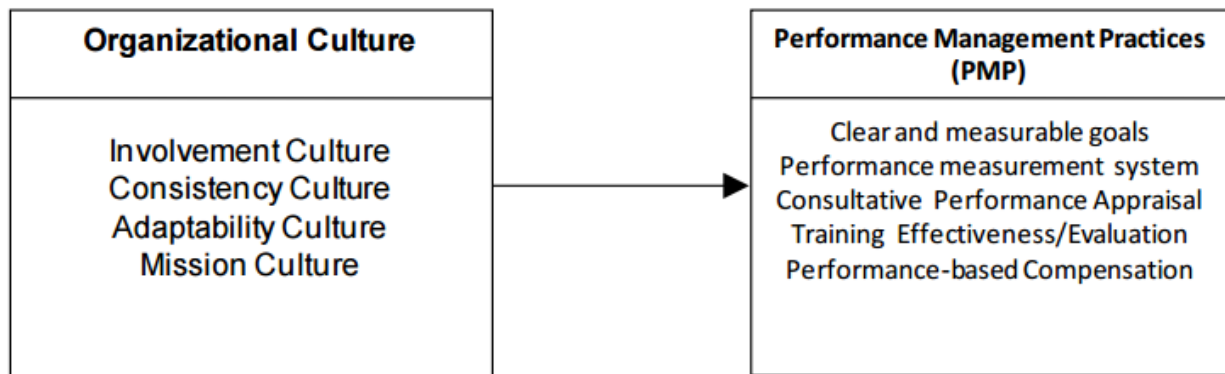 Organizational Culture
Involvement Culture
Consistency Culture
Adaptability Culture
Mission Culture
Performance Management Practices
(PMP)
Clear and measurable goals
Performance measurement system
Consultative Performance Appraisal
Training Effectiveness/Evaluation
Performance-based Compensation